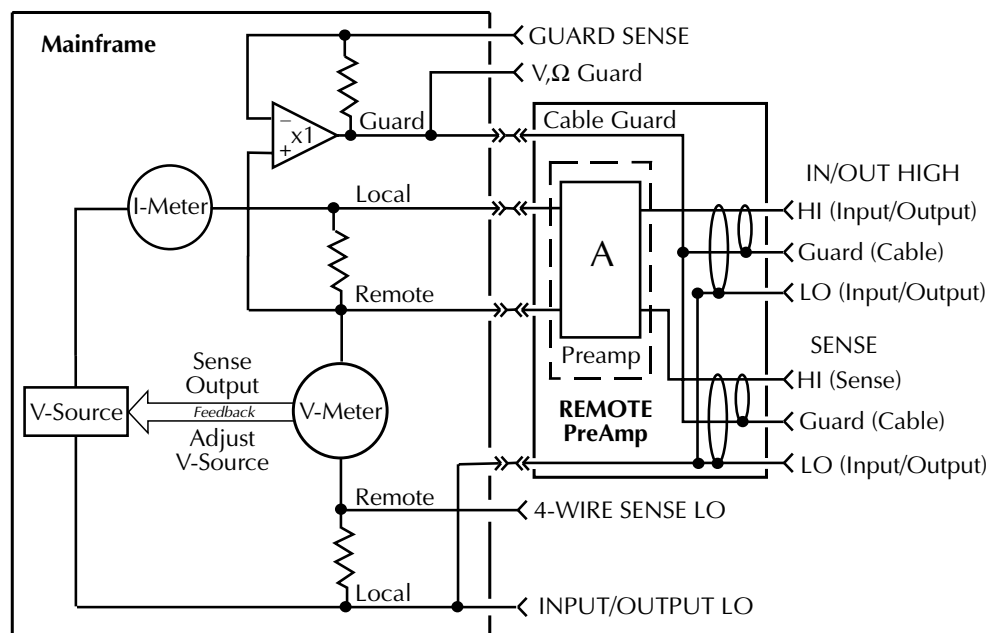 Mainframe
GUARD SENSE
V,Ω Guard
−
x1
+
Guard
Cable Guard
IN/OUT HIGH
I-Meter
Local
HI (Input/Output)
A
Guard (Cable)
Remote
LO (Input/Output)
Preamp
SENSE
Sense
Output
HI (Sense)
V-Source
Feedback
V-Meter
REMOTE
PreAmp
Guard (Cable)
Adjust
V-Source
LO (Input/Output)
Remote
4-WIRE SENSE LO
Local
INPUT/OUTPUT LO